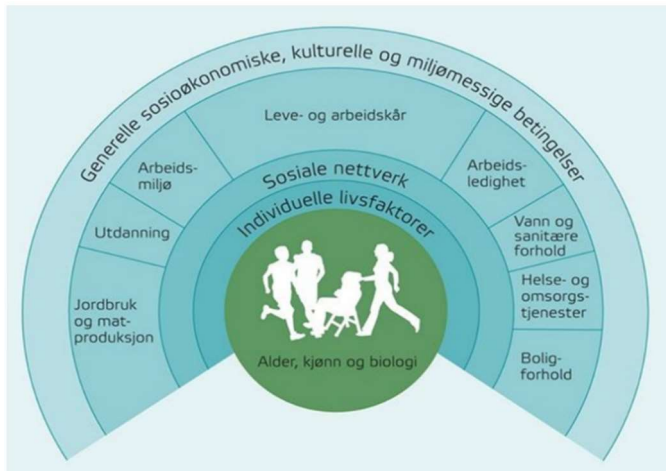 Generelle sosioøkonomiske, kulturelle og miljømessige betingelser
Leve- og arbeidskår
Arbeids-
miljø
Utdanning
Jordbruk
og mat-
produksjon
Arbeids-
ledighet
Vann og
sanitære
forhold
Helse- og
omsorgs-
tjenester
Bolig-
forhold
Sosiale nettverk
Individuelle livsfaktorer
Alder, kjønn og biologi